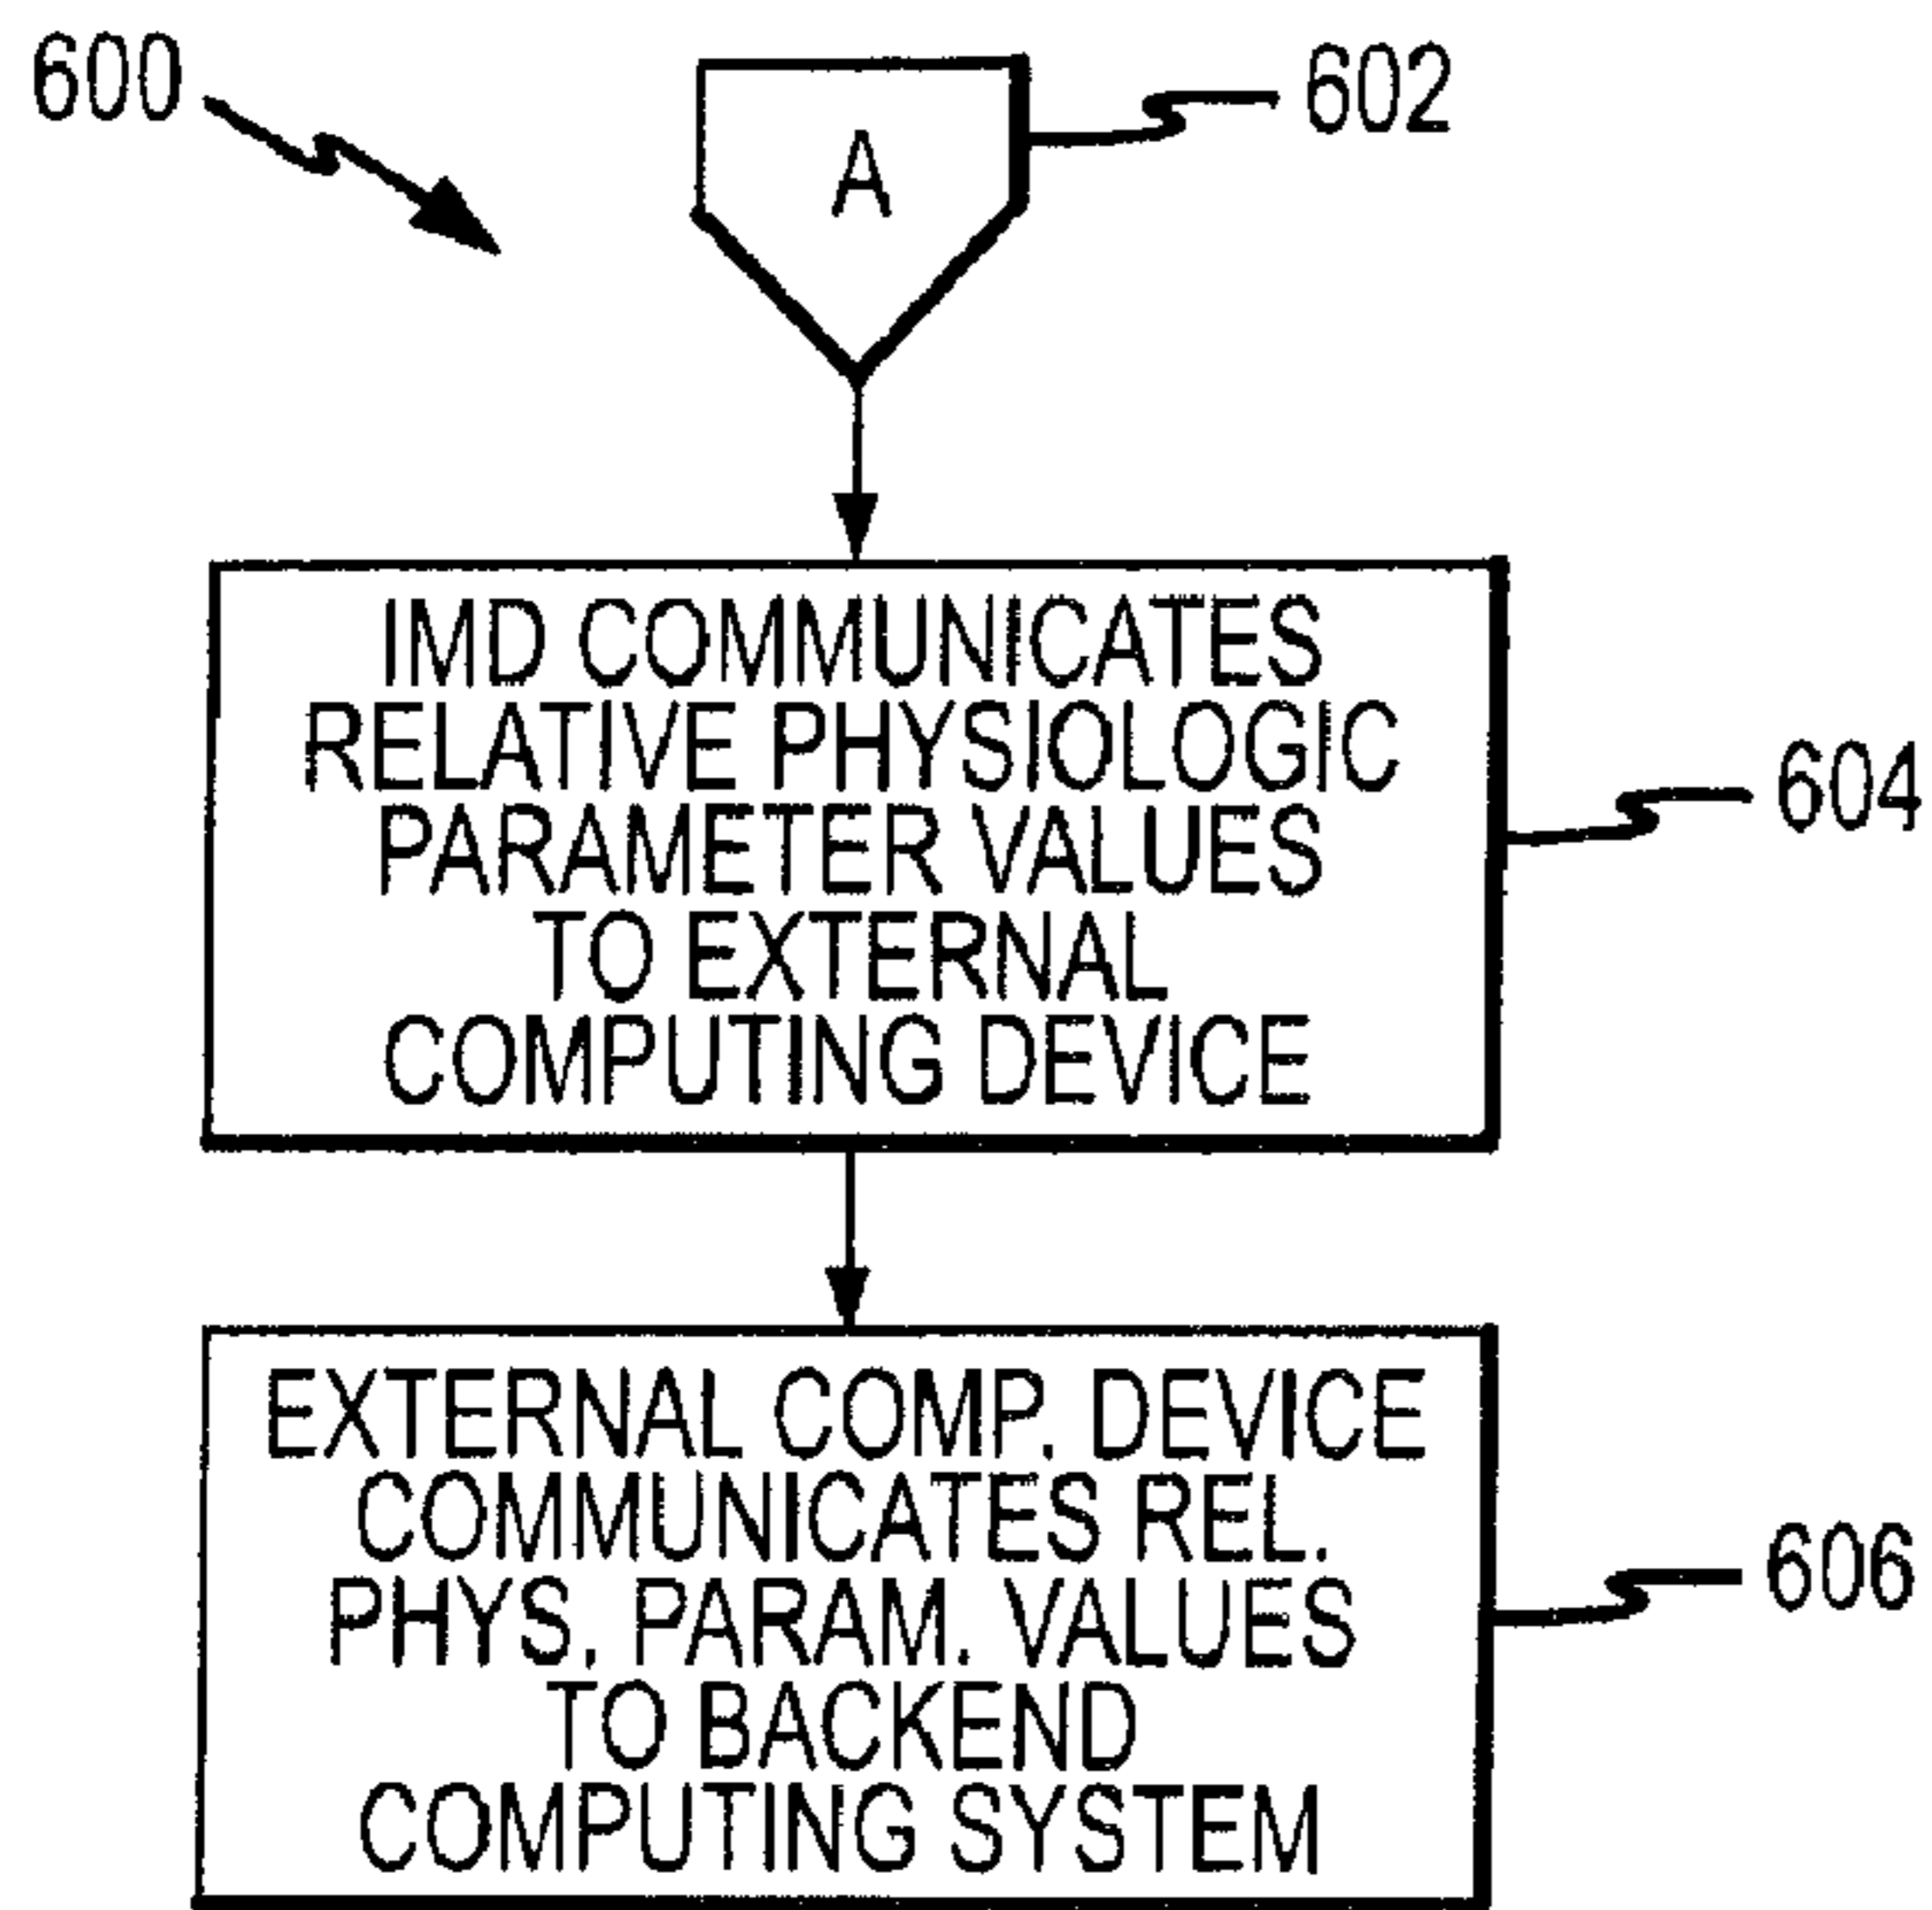 600
602
A
IMD COMMUNICATES
RELATIVE PHYSIOLOGIC
PARAMETER VALUES
TO EXTERNAL
COMPUTING DEVICE
604
EXTERNAL COMP. DEVICE
COMMUNICATES REL.
PHYS. PARAM. VALUES
TO BACKEND
COMPUTING SYSTEM
606